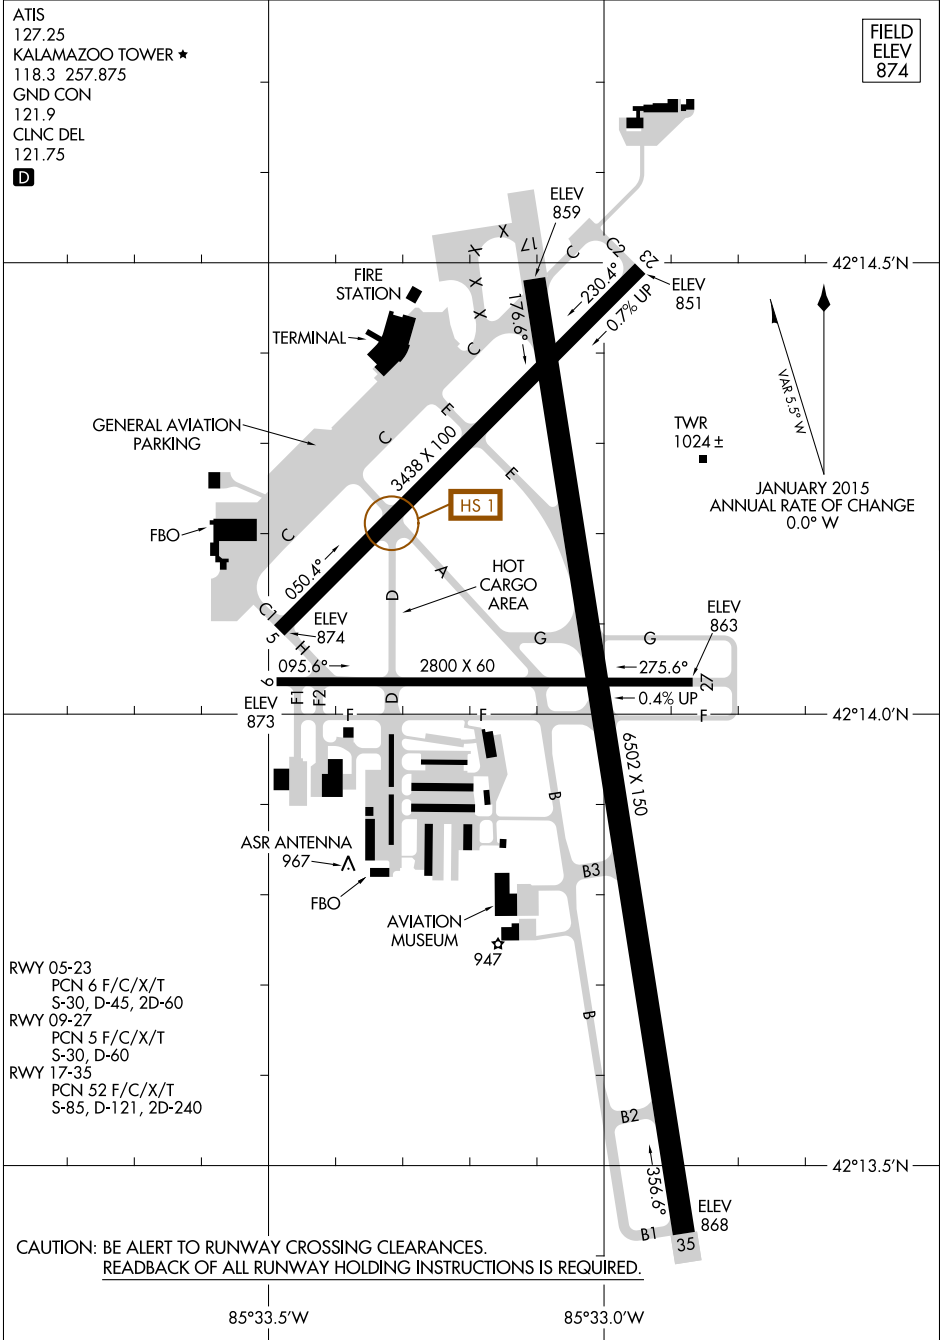 ATIS
127.25
KALAMAZOO TOWER ★
118.3 257.875
GND CON
121.9
CLNC DEL
121.75
D
FIELD
ELEV
874
ELEV
859
X
X
X
X
17
C
C2
23
42°14.5'N
FIRE
STATION
176.6°
230.4°
0.7% UP
ELEV
851
TERMINAL
C
VAR 5.5° W
GENERAL AVIATION
PARKING
E
C
3438 X 100
E
TWR
1024 ±
JANUARY 2015
ANNUAL RATE OF CHANGE
0.0° W
HS 1
FBO
C
050.4°
A
HOT
CARGO
AREA
D
C1
5
ELEV
874
H
G
G
ELEV
863
095.6°
2800 X 60
275.6°
9
27
F1
F2
D
0.4% UP
ELEV
873
F
F
F
42°14.0'N
6502 X 150
B
ASR ANTENNA
967
B3
FBO
AVIATION
MUSEUM
947
RWY 05-23
PCN 6 F/C/X/T
S-30, D-45, 2D-60
RWY 09-27
PCN 5 F/C/X/T
S-30, D-60
RWY 17-35
PCN 52 F/C/X/T
S-85, D-121, 2D-240
B
B2
42°13.5'N
356.6°
ELEV
868
B1
35
CAUTION: BE ALERT TO RUNWAY CROSSING CLEARANCES.
READBACK OF ALL RUNWAY HOLDING INSTRUCTIONS IS REQUIRED.
85°33.5'W
85°33.0'W